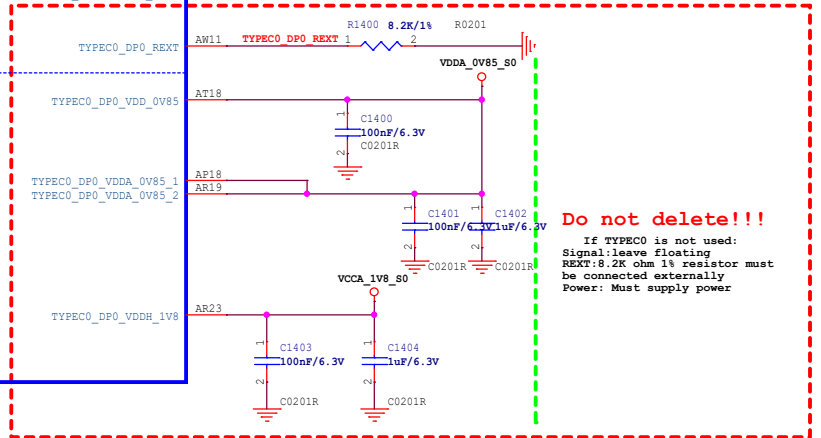 R1400 8.2K/1% R0201
TYPEC0_DP0_REXT AW11 TYPEC0_DP0_REXT 1 2
VDDA_0V85_S0
TYPEC0_DP0_VDD_0V85 AT18
1 C1400
100nF/6.3V
2 C0201R
TYPEC0_DP0_VDDA_0V85_1 AP18
TYPEC0_DP0_VDDA_0V85_2 AR19
1 C1401 1 C1402
100nF/6.3V 1uF/6.3V
2 C0201R 2 C0201R
Do not delete!!!
If TYPEC0 is not used:
Signal:leave floating
REXT:8.2K ohm 1% resistor must
be connected externally
Power: Must supply power
VCCA_1V8_S0
TYPEC0_DP0_VDDH_1V8 AR23
1 C1403 1 C1404
100nF/6.3V 1uF/6.3V
2 C0201R 2 C0201R